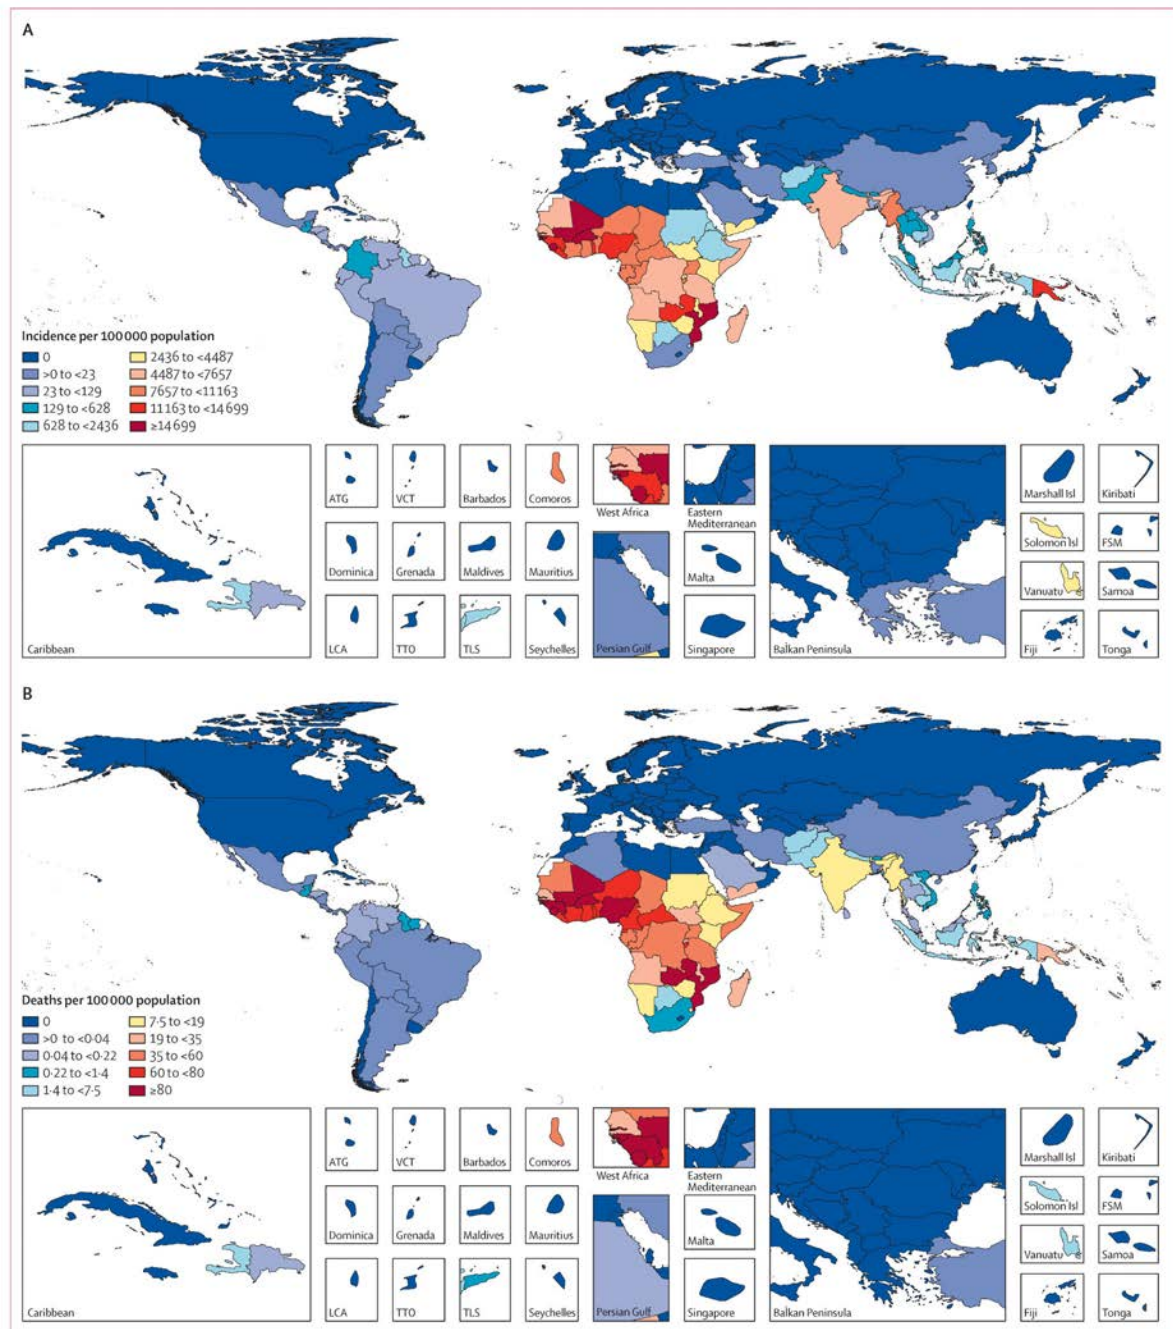 A
Incidence per 100 000 population
0
>0 to <23
23 to <129
129 to <628
628 to <2436
2436 to <4487
4487 to <7657
7657 to <11 163
11 163 to <14 699
≥14 699
Caribbean
ATG
VCT
Barbados
Comoros
Dominica
Grenada
Maldives
Mauritius
LCA
TTO
TLS
Seychelles
West Africa
Eastern
Mediterranean
Persian Gulf
Malta
Singapore
Balkan Peninsula
Marshall Isl
Kiribati
Solomon Isl
FSM
Vanuatu
Samoa
Fiji
Tonga
B
Deaths per 100 000 population
0
>0 to <0·04
0·04 to <0·22
0·22 to <1·4
1·4 to <7·5
7·5 to <19
19 to <35
35 to <60
60 to <80
≥80
Caribbean
ATG
VCT
Barbados
Comoros
Dominica
Grenada
Maldives
Mauritius
LCA
TTO
TLS
Seychelles
West Africa
Eastern
Mediterranean
Persian Gulf
Malta
Singapore
Balkan Peninsula
Marshall Isl
Kiribati
Solomon Isl
FSM
Vanuatu
Samoa
Fiji
Tonga